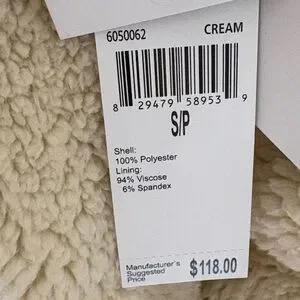 6050062 CREAM
8 29479 58953 9
S/P
Shell:
100% Polyester
Lining:
94% Viscose
6% Spandex
Manufacturer's
Suggested
Price
$118.00